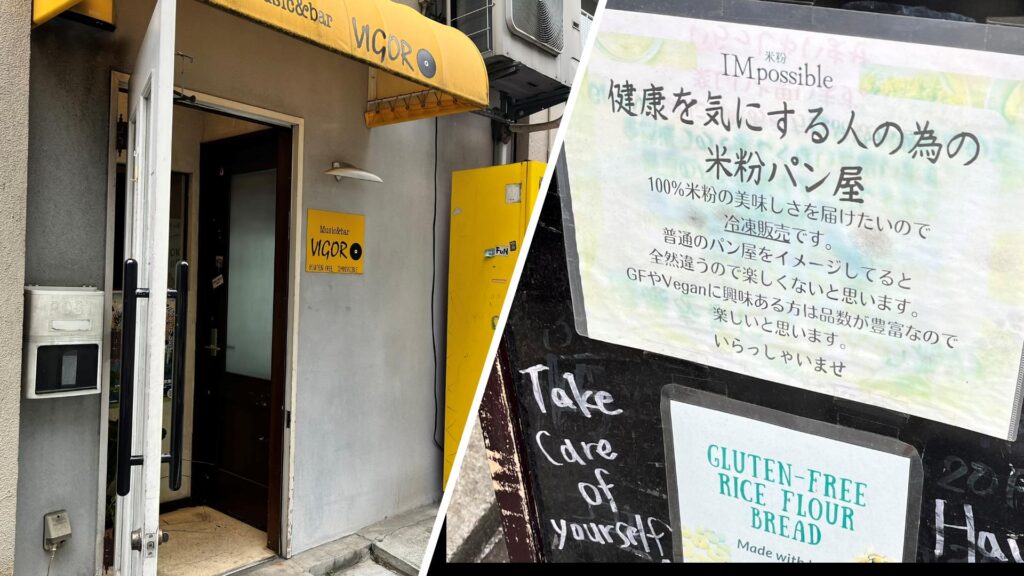 Music&bar
VIGOR
Music&bar
VIGOR
FUN
米粉
IMpossible
健康を気にする人の為の
米粉パン屋
100%米粉の美味しさを届けたいので
冷凍販売です。
普通のパン屋をイメージしてると
全然違うので楽しくないと思います。
GFやVeganに興味ある方は品数が豊富なので
楽しいと思います。
いらっしゃいませ
Take
Care
of
yourself
GLUTEN-FREE
RICE FLOUR
BREAD
Made with